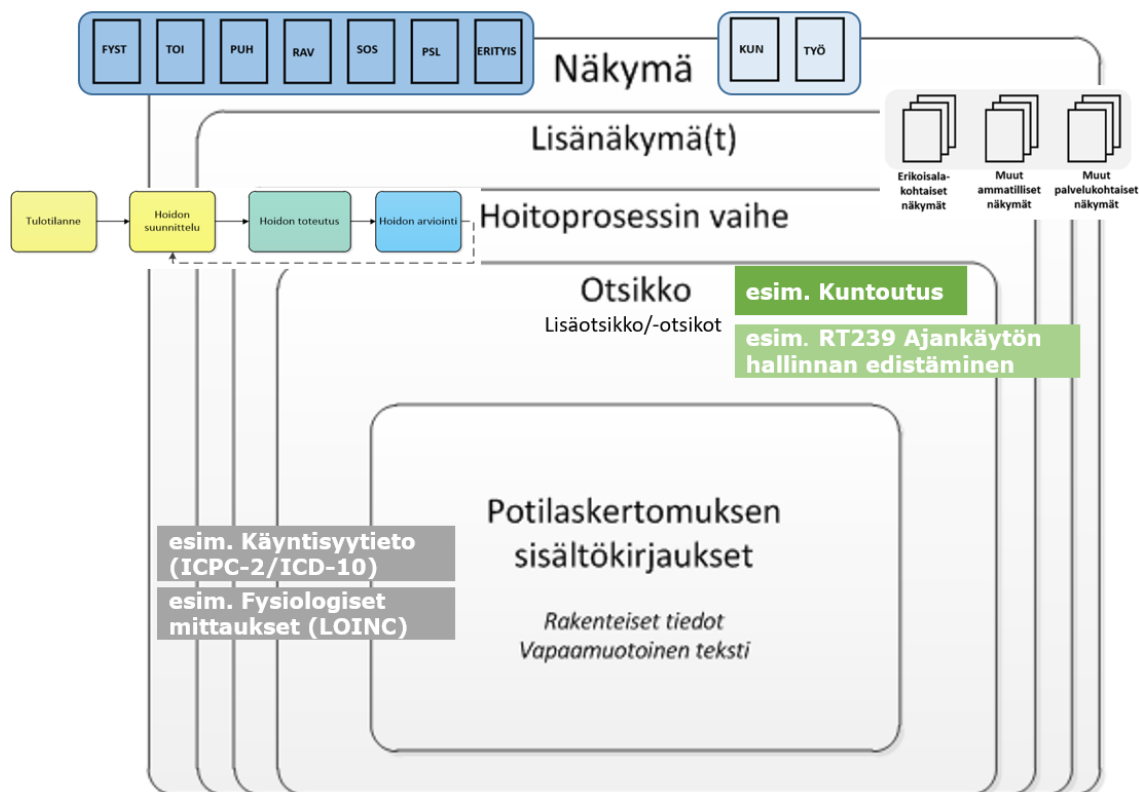 FYST
TOI
PUH
RAV
SOS
PSL
ERITYIS
KUN
TYÖ
Näkymä
Lisänäkymä(t)
Erikoisala-
kohtaiset
näkymät
Muut
ammatilliset
näkymät
Muut
palvelukohtaiset
näkymät
Tulotilanne
Hoidon
suunnittelu
Hoidon toteutus
Hoidon arviointi
Hoitoprosessin vaihe
Otsikko
Lisäotsikko/-otsikot
esim. Kuntoutus
esim. RT239 Ajankäytön
hallinnan edistäminen
Potilaskertomuksen
sisältökirjaukset
Rakenteiset tiedot
Vapaamuotoinen teksti
esim. Käyntisyytieto
(ICPC-2/ICD-10)
esim. Fysiologiset
mittaukset (LOINC)